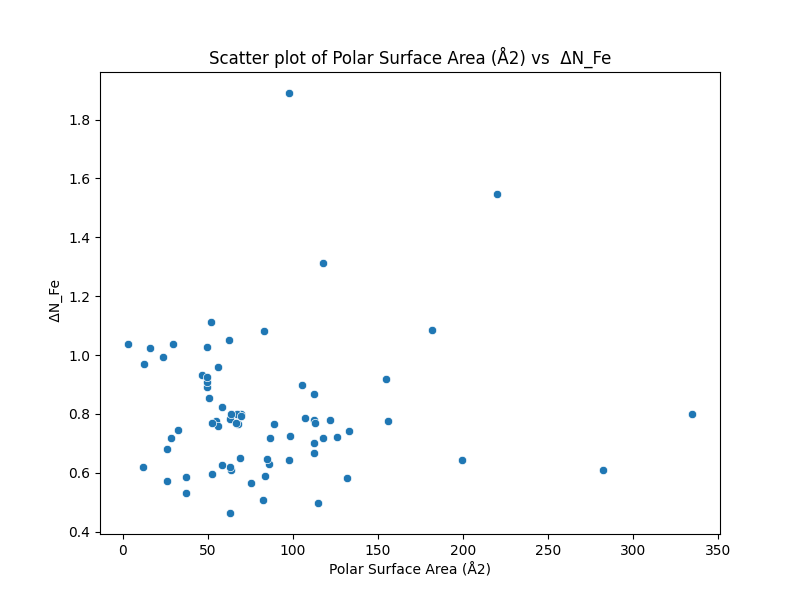 Scatter plot of Polar Surface Area (Å2) vs  ΔN_Fe
1.8
1.6
1.4
1.2
1.0
0.8
0.6
0.4
ΔN_Fe
0 50 100 150 200 250 300 350
Polar Surface Area (Å2)